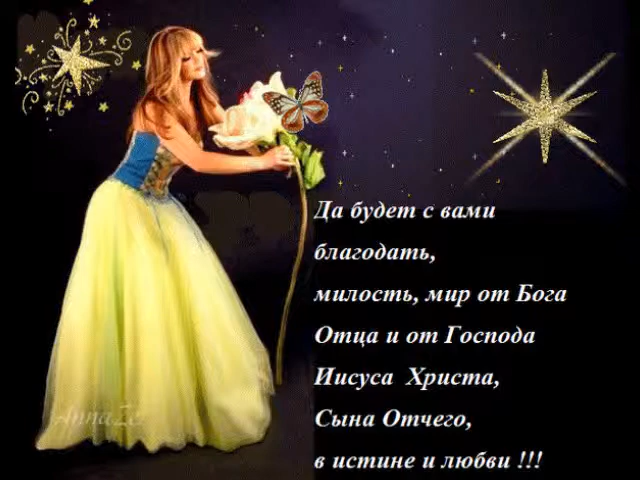 Да будет с вами
благодать,
милость, мир от Бога
Отца и от Господа
Иисуса Христа,
Сына Отчего,
в истине и любви !!!